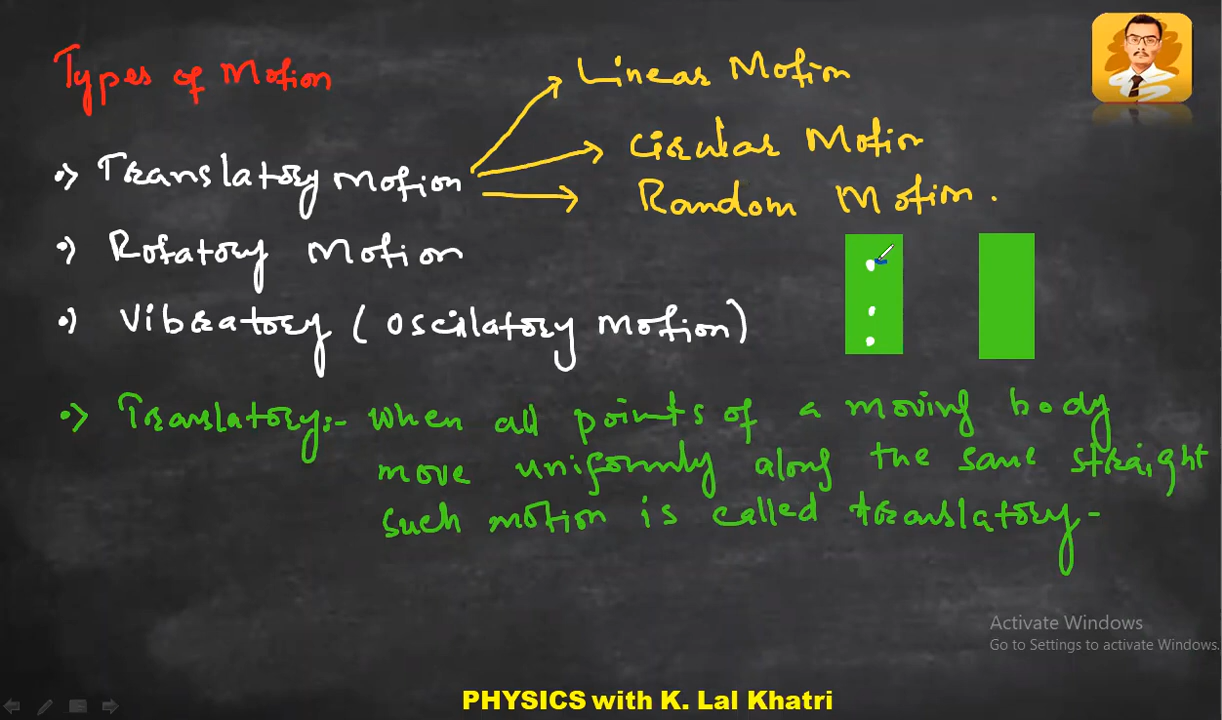 Types of Motion
Linear Motion
Circular Motion
Random Motion.
•) Translatory Motion
•) Rotatory Motion
•) Vibratory (Oscilatory Motion)
•) Translatory:- When all points of a moving body
move uniformly along the same straight
such motion is called translatory-
Activate Windows
Go to Settings to activate Windows.
PHYSICS with K. Lal Khatri